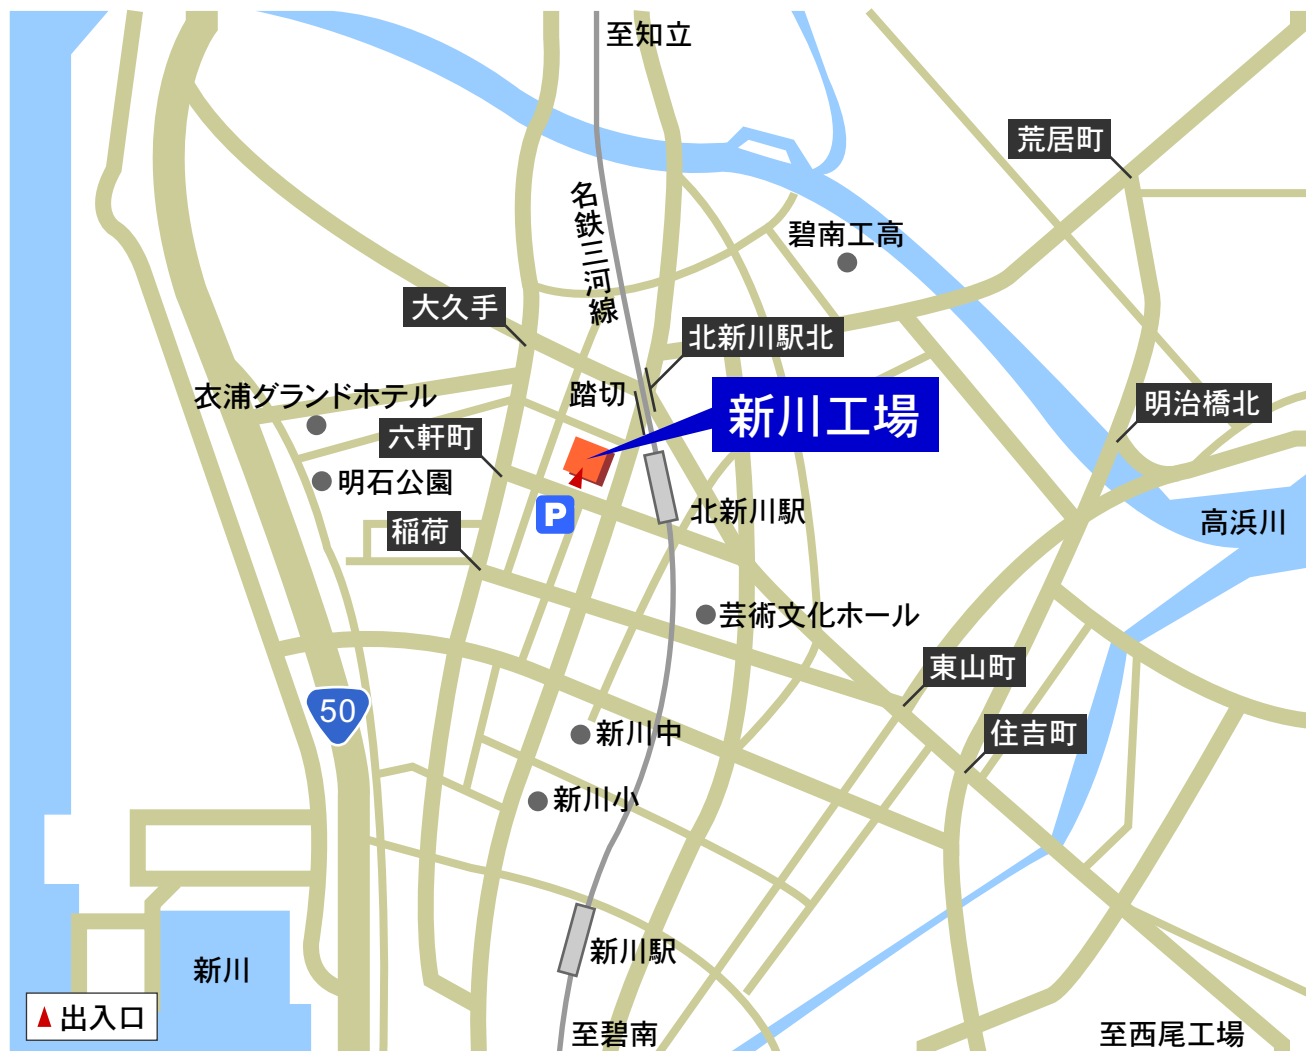 至知立
荒居町
名鉄三河線
碧南工高
大久手
北新川駅北
衣浦グランドホテル
踏切
新川工場
明治橋北
六軒町
明石公園
P
北新川駅
高浜川
稲荷
芸術文化ホール
東山町
50
新川中
住吉町
新川小
新川駅
新川
出入口
至碧南
至西尾工場